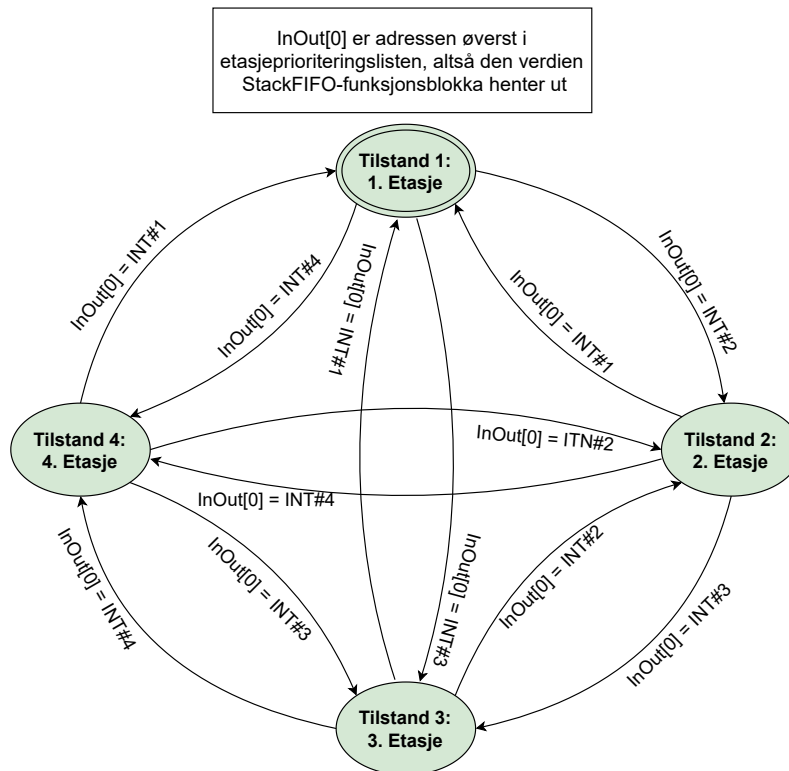 InOut[0] er adressen øverst i
etasjeprioriteringslisten, altså den verdien
StackFIFO-funksjonsblokka henter ut
Tilstand 1:
1. Etasje
InOut[0] = INT#1
InOut[0] = INT#4
InOut[0] = INT#1
InOut[0] = INT#1
InOut[0] = INT#2
Tilstand 4:
4. Etasje
InOut[0] = ITN#2
Tilstand 2:
2. Etasje
InOut[0] = INT#4
InOut[0] = INT#4
InOut[0] = INT#3
InOut[0] = INT#3
InOut[0] = INT#2
InOut[0] = INT#3
Tilstand 3:
3. Etasje